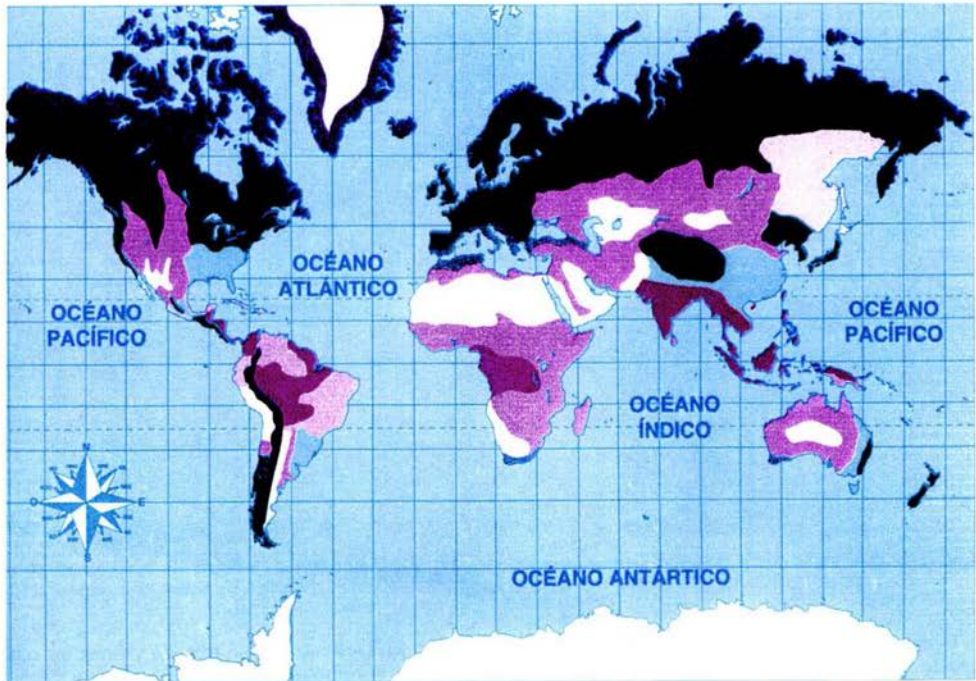 OCÉANO
ATLÁNTICO
OCÉANO
PACÍFICO
OCÉANO
PACÍFICO
OCÉANO
ÍNDICO
N
O
E
S
OCÉANO ANTÁRTICO